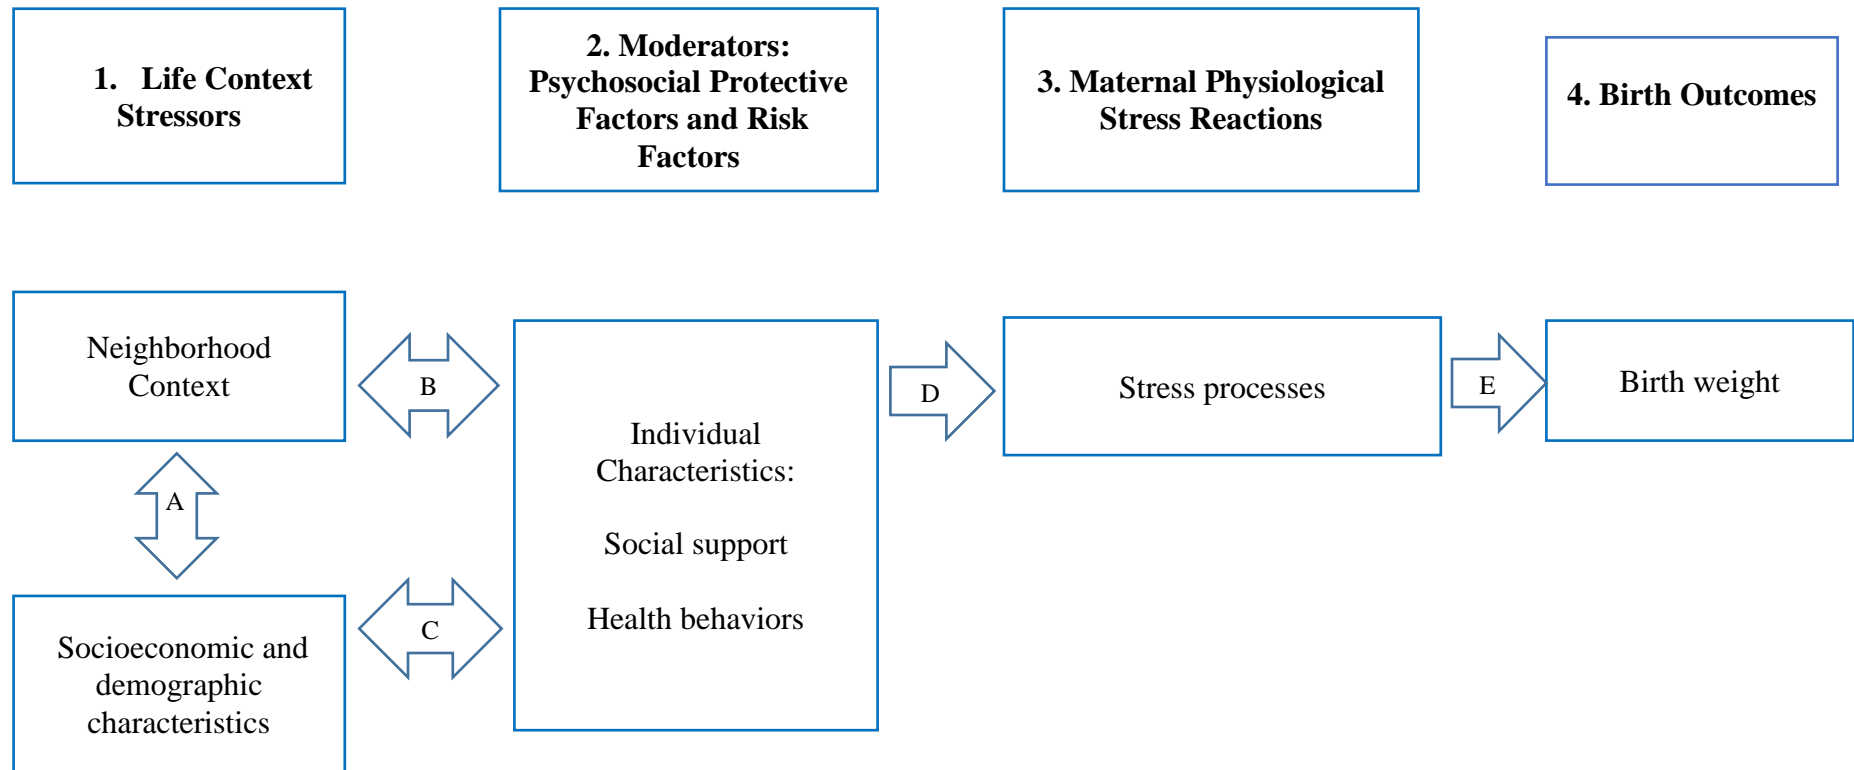 1. Life Context
Stressors
2. Moderators:
Psychosocial Protective
Factors and Risk
Factors
3. Maternal Physiological
Stress Reactions
4. Birth Outcomes
Neighborhood
Context
B
Individual
Characteristics:
Social support
Health behaviors
D
Stress processes
E
Birth weight
A
Socioeconomic and
demographic
characteristics
C